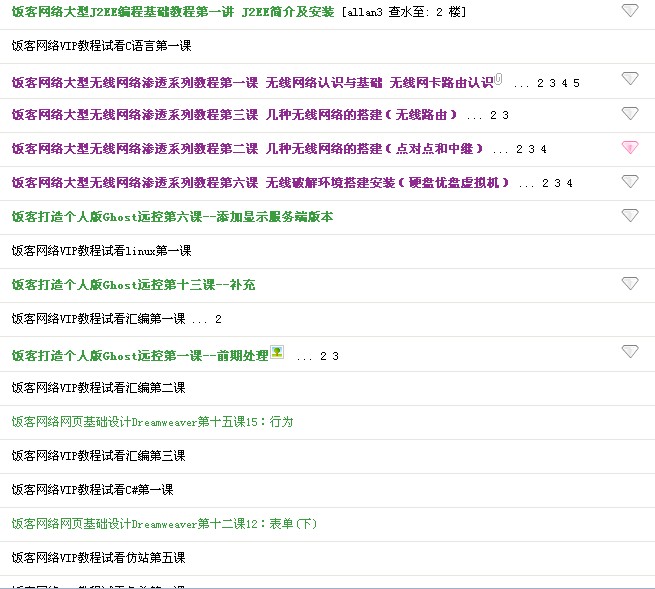 饭客网络大型J2EE编程基础教程第一讲 J2EE简介及安装 [allan3 查水至: 2 楼]
饭客网络VIP教程试看C语言第一课
饭客网络大型无线网络渗透系列教程第一课 无线网络认识与基础 无线网卡路由认识 ... 2 3 4 5
饭客网络大型无线网络渗透系列教程第三课 几种无线网络的搭建(无线路由) ... 2 3
饭客网络大型无线网络渗透系列教程第二课 几种无线网络的搭建(点对点和中继) ... 2 3 4
饭客网络大型无线网络渗透系列教程第六课 无线破解环境搭建安装(硬盘优盘虚拟机) ... 2 3 4
饭客打造个人版Ghost远控第六课--添加显示服务端版本
饭客网络VIP教程试看linux第一课
饭客打造个人版Ghost远控第十三课--补充
饭客网络VIP教程试看汇编第一课 ... 2
饭客打造个人版Ghost远控第一课--前期处理 ... 2 3
饭客网络VIP教程试看汇编第二课
饭客网络网页基础设计Dreamweaver第十五课15：行为
饭客网络VIP教程试看汇编第三课
饭客网络VIP教程试看C#第一课
饭客网络网页基础设计Dreamweaver第十二课12：表单(下)
饭客网络VIP教程试看仿站第五课